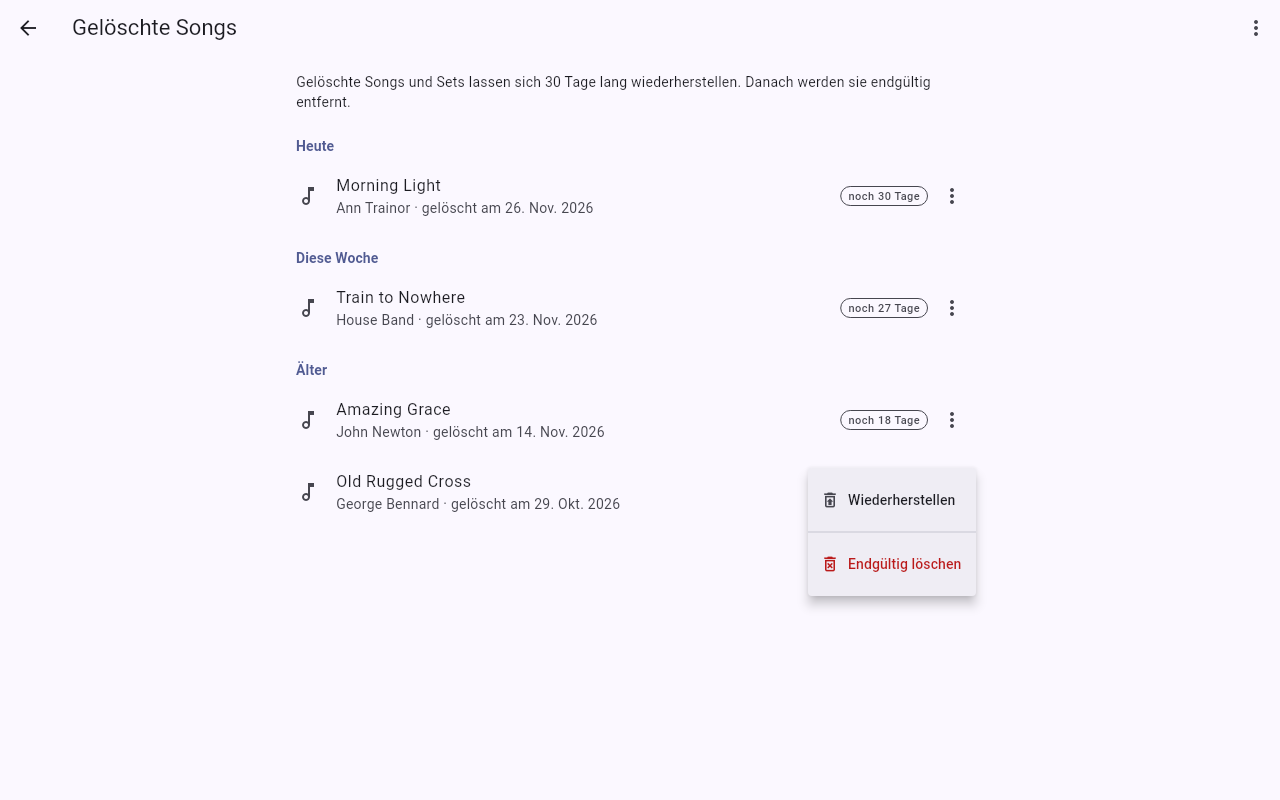 Gelöschte Songs
Gelöschte Songs und Sets lassen sich 30 Tage lang wiederherstellen. Danach werden sie endgültig
entfernt.
Heute
Morning Light
noch 30 Tage
Ann Trainor · gelöscht am 26. Nov. 2026
Diese Woche
Train to Nowhere
noch 27 Tage
House Band · gelöscht am 23. Nov. 2026
Älter
Amazing Grace
noch 18 Tage
John Newton · gelöscht am 14. Nov. 2026
Old Rugged Cross
George Bennard · gelöscht am 29. Okt. 2026
Wiederherstellen
Endgültig löschen